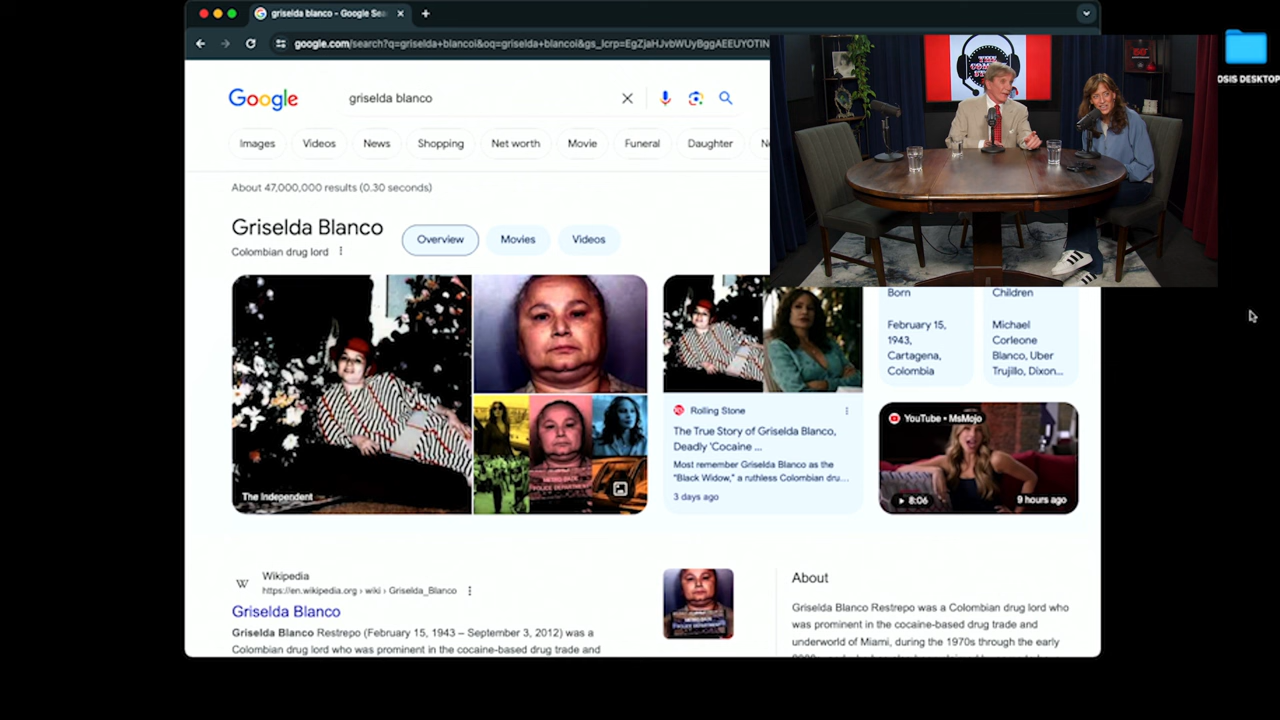 griselda blanco - Google Sea
google.com/search?q=griselda+blancoi&oq=griselda+blancoi&gs_lcrp=EgZjaHJvbWUyBggAEEUYOTIN
OSIS DESKTOP
THE
Google
griselda blanco
Images
Videos
News
Shopping
Net worth
Movie
Funeral
Daughter
About 47,000,000 results (0.30 seconds)
Griselda Blanco
Colombian drug lord
Overview
Movies
Videos
The Independent
Rolling Stone
The True Story of Griselda Blanco,
Deadly 'Cocaine ...
Most remember Griselda Blanco as the
"Black Widow," a ruthless Colombian dru...
3 days ago
Born
February 15,
1943,
Cartagena,
Colombia
Children
Michael
Corleone
Blanco, Uber
Trujillo, Dixon...
YouTube • MsMojo
8:06
9 hours ago
W
Wikipedia
https://en.wikipedia.org › wiki › Griselda_Blanco
Griselda Blanco
Griselda Blanco Restrepo (February 15, 1943 – September 3, 2012) was a
Colombian drug lord who was prominent in the cocaine-based drug trade and
About
Griselda Blanco Restrepo was a Colombian drug lord who
was prominent in the cocaine-based drug trade and
underworld of Miami, during the 1970s through the early